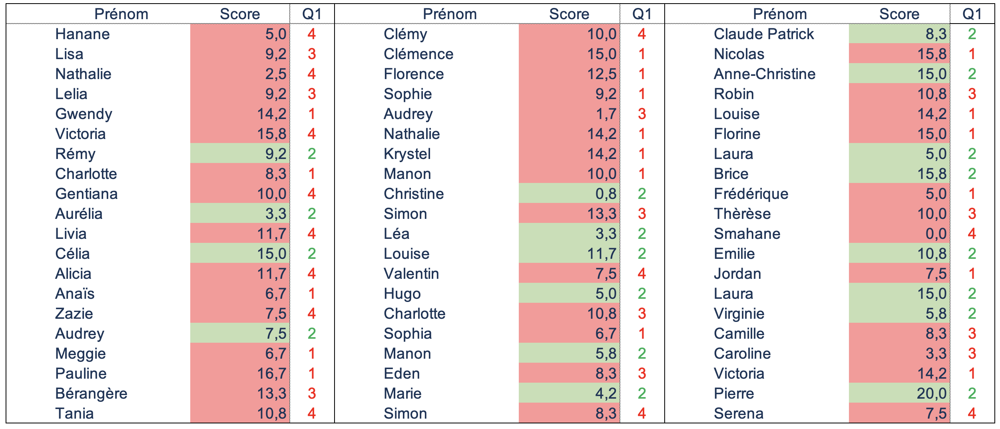 Prénom Score Q1 Prénom Score Q1 Prénom Score Q1
Hanane 5,0 4 Clémy 10,0 4 Claude Patrick 8,3 2
Lisa 9,2 3 Clémence 15,0 1 Nicolas 15,8 1
Nathalie 2,5 4 Florence 12,5 1 Anne-Christine 15,0 2
Lelia 9,2 3 Sophie 9,2 1 Robin 10,8 3
Gwendy 14,2 1 Audrey 1,7 3 Louise 14,2 1
Victoria 15,8 4 Nathalie 14,2 1 Florine 15,0 1
Rémy 9,2 2 Krystel 14,2 1 Laura 5,0 2
Charlotte 8,3 1 Manon 10,0 1 Brice 15,8 2
Gentiana 10,0 4 Christine 0,8 2 Frédérique 5,0 1
Aurélia 3,3 2 Simon 13,3 3 Thèrèse 10,0 3
Livia 11,7 4 Léa 3,3 2 Smahane 0,0 4
Célia 15,0 2 Louise 11,7 2 Emilie 10,8 2
Alicia 11,7 4 Valentin 7,5 4 Jordan 7,5 1
Anaïs 6,7 1 Hugo 5,0 2 Laura 15,0 2
Zazie 7,5 4 Charlotte 10,8 3 Virginie 5,8 2
Audrey 7,5 2 Sophia 6,7 1 Camille 8,3 3
Meggie 6,7 1 Manon 5,8 2 Caroline 3,3 3
Pauline 16,7 1 Eden 8,3 3 Victoria 14,2 1
Bérangère 13,3 3 Marie 4,2 2 Pierre 20,0 2
Tania 10,8 4 Simon 8,3 4 Serena 7,5 4